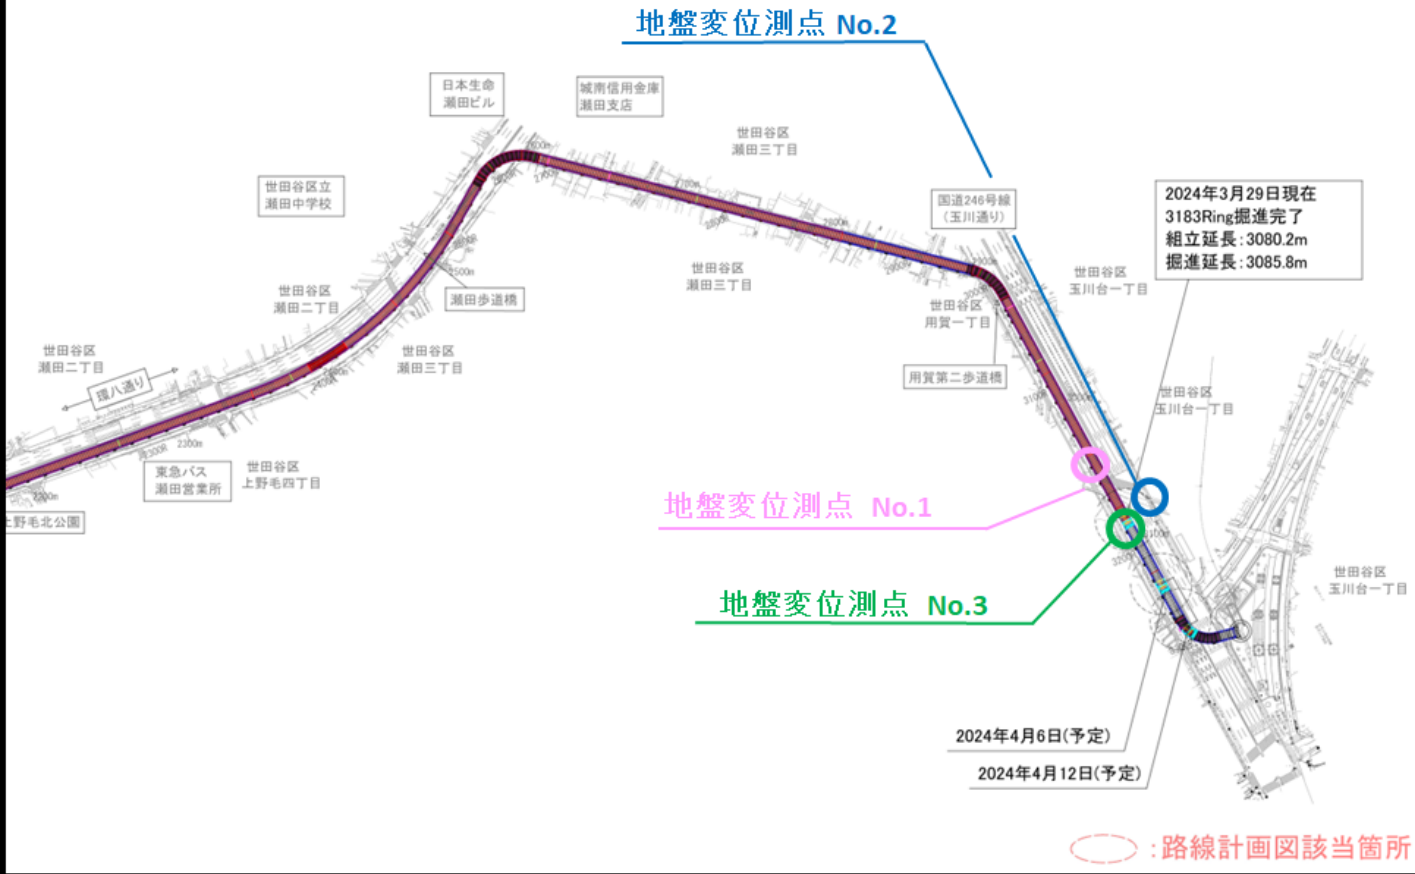 地盤変位測点 No.2
日本生命
瀬田ビル
城南信用金庫
瀬田支店
世田谷区
瀬田三丁目
世田谷区立
瀬田中学校
国道246号線
（玉川通り）
2024年3月29日現在
3183Ring掘進完了
組立延長：3080.2m
掘進延長：3085.8m
世田谷区
瀬田三丁目
世田谷区
玉川台一丁目
世田谷区
瀬田二丁目
瀬田歩道橋
世田谷区
用賀一丁目
世田谷区
瀬田二丁目
世田谷区
瀬田三丁目
用賀第二歩道橋
環八通り
世田谷区
玉川台一丁目
2300m
東急バス
瀬田営業所
世田谷区
上野毛四丁目
2200m
上野毛北公園
地盤変位測点 No.1
地盤変位測点 No.3
世田谷区
玉川台一丁目
2024年4月6日(予定)
2024年4月12日(予定)
：路線計画図該当箇所